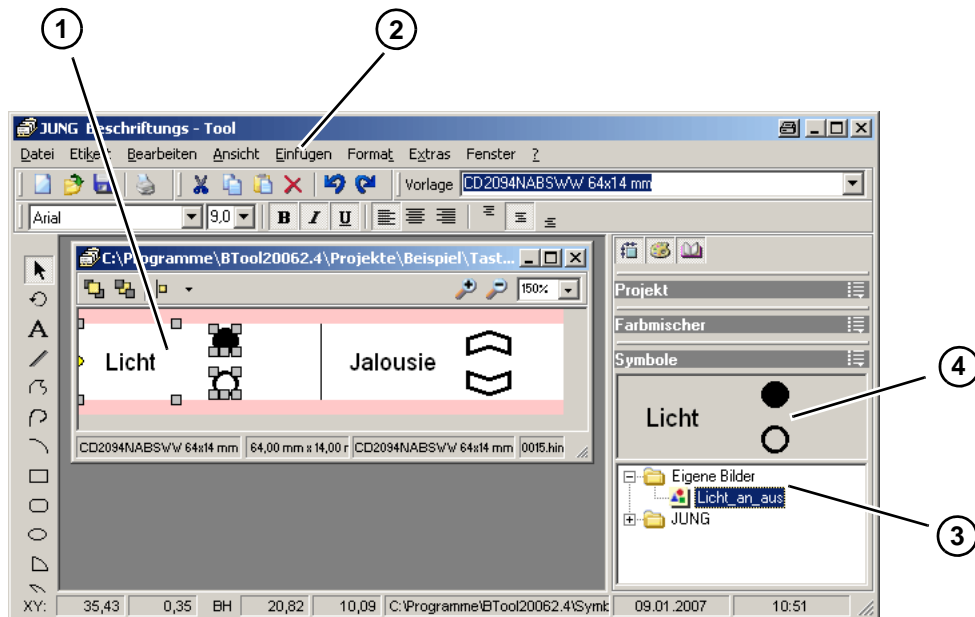 1 2
JUNG Beschriftungs - Tool
Datei Etikett Bearbeiten Ansicht Einfügen Format Extras Fenster ?
Vorlage CD2094NABSWW 64x14 mm
Arial 9,0 B I U
C:\Programme\BTool20062.4\Projekte\Beispiel\Tast...
150%
Licht Jalousie
CD2094NABSWW 64x14 mm 64,00 mm x 14,00 r CD2094NABSWW 64x14 mm 0015.hin
Projekt
Farbmischer
Symbole
Licht
4
Eigene Bilder
Licht_an_aus
JUNG
3
A
XY: 35,43 0,35 BH 20,82 10,09 C:\Programme\BTool20062.4\Symb 09.01.2007 10:51